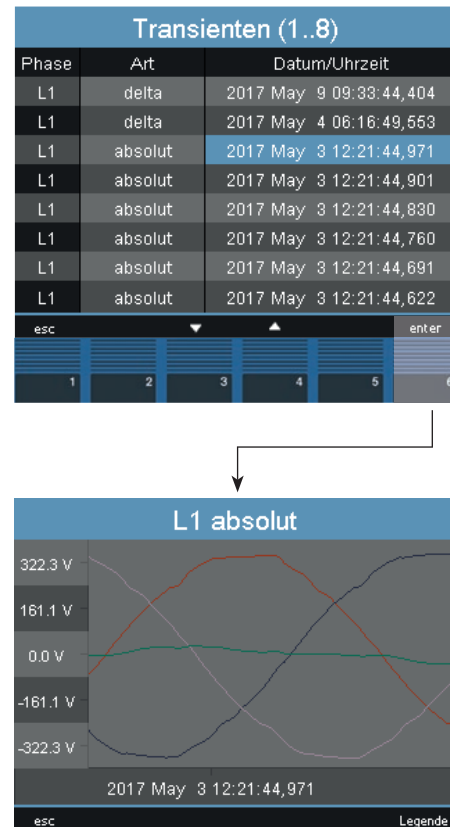 Transienten (1..8)
Phase Art Datum/Uhrzeit
L1 delta 2017 May 9 09:33:44,404
L1 delta 2017 May 4 06:16:49,553
L1 absolut 2017 May 3 12:21:44,971
L1 absolut 2017 May 3 12:21:44,901
L1 absolut 2017 May 3 12:21:44,830
L1 absolut 2017 May 3 12:21:44,760
L1 absolut 2017 May 3 12:21:44,691
L1 absolut 2017 May 3 12:21:44,622
esc enter
1 2 3 4 5 6
L1 absolut
322.3 V
161.1 V
0.0 V
-161.1 V
-322.3 V
2017 May 3 12:21:44,971
esc Legende